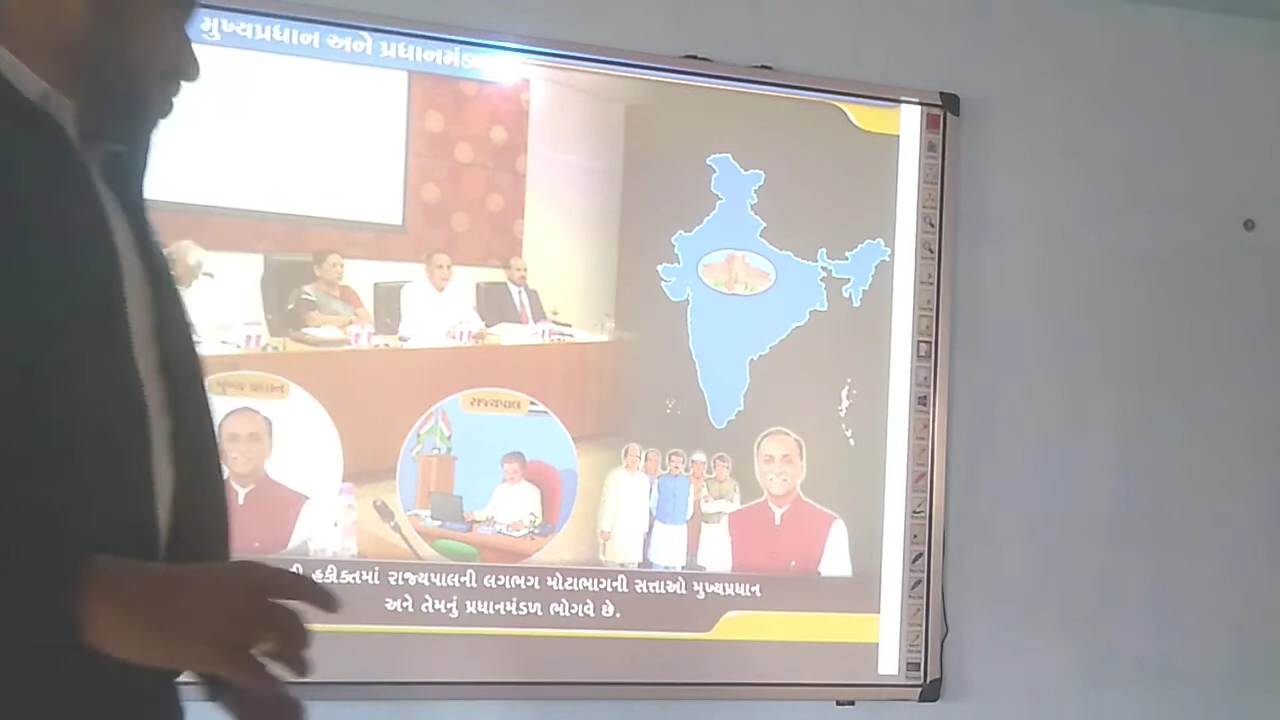 મુખ્યપ્રધાન અને પ્રધાનમંડળ
મુખ્ય પ્રધાન
રાજ્યપાલ
હકીકતમાં રાજ્યપાલની લગભગ મોટાભાગની સત્તાઓ મુખ્યપ્રધાન
અને તેમનું પ્રધાનમંડળ ભોગવે છે.